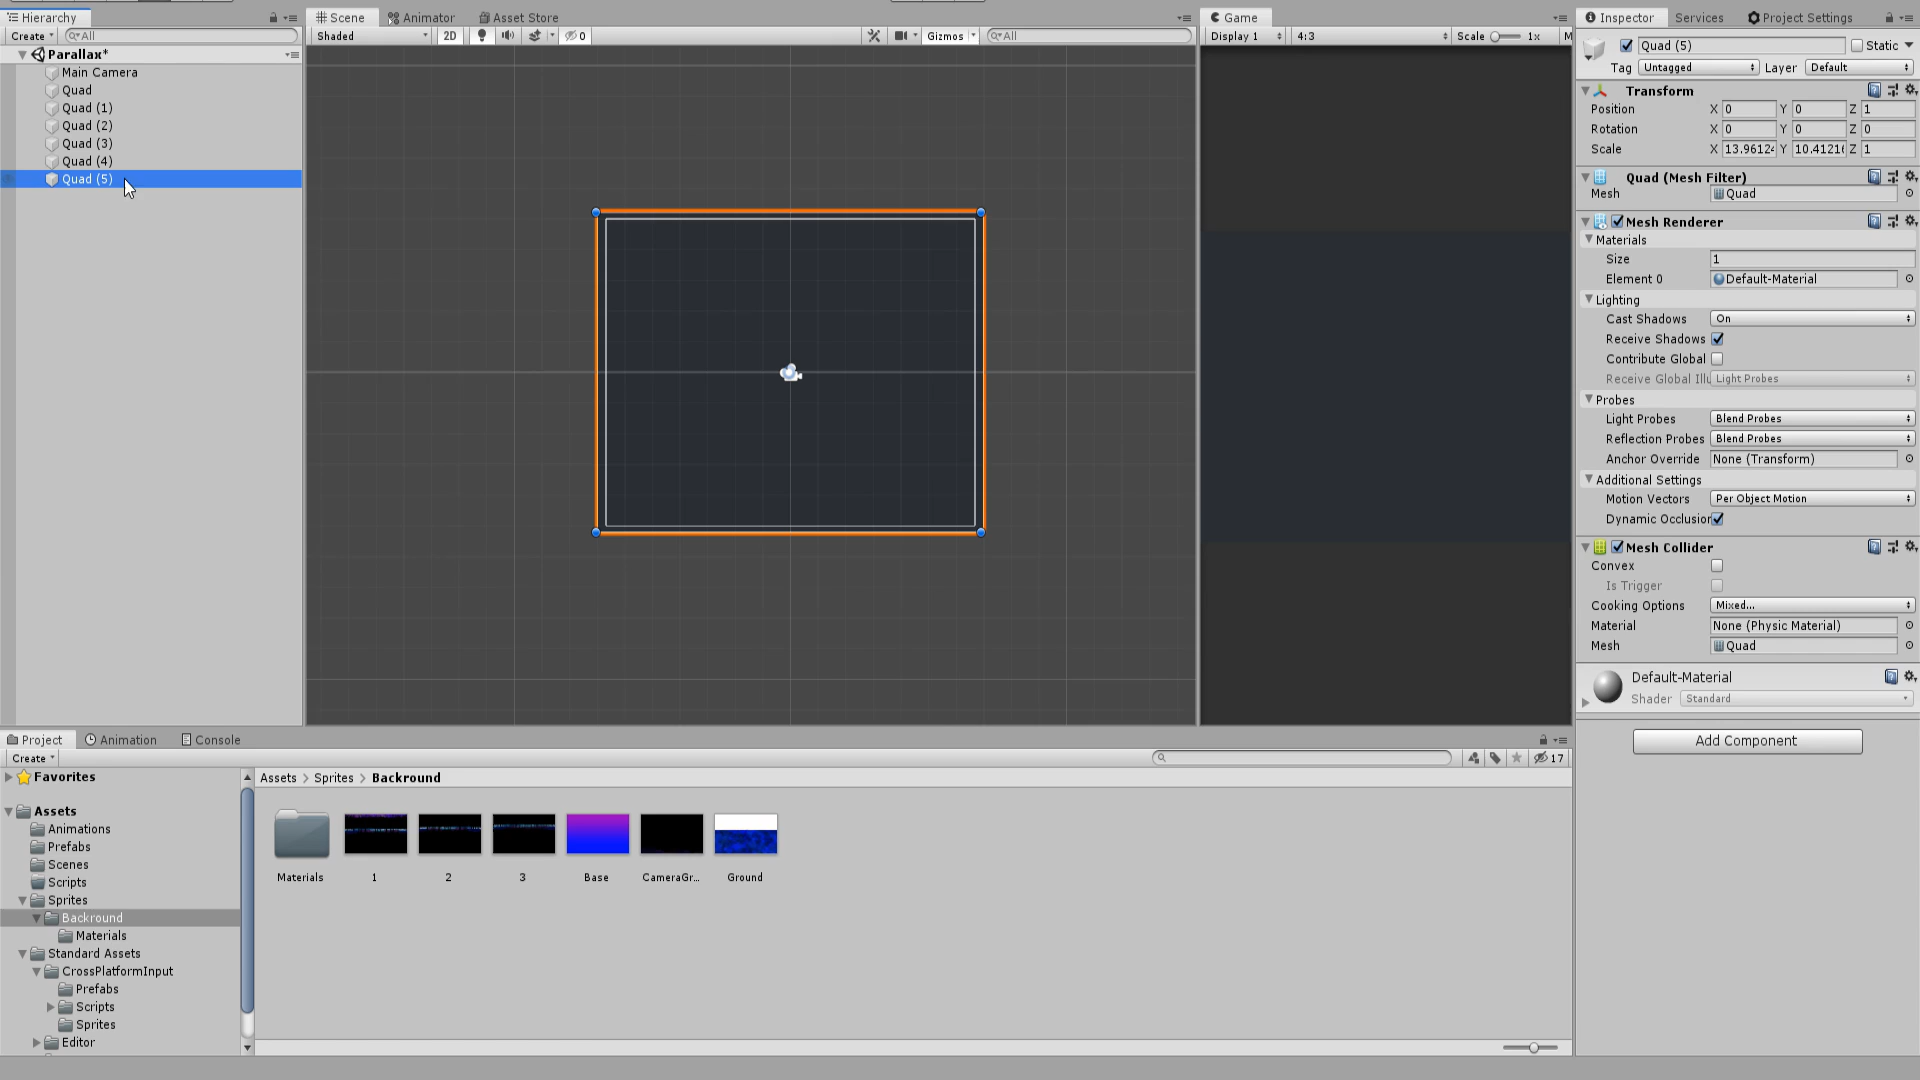 Hierarchy
Create
All
Parallax*
Main Camera
Quad
Quad (1)
Quad (2)
Quad (3)
Quad (4)
Quad (5)
Scene
Animator
Asset Store
Shaded
2D
0
Gizmos
All
Game
Display 1
4:3
Scale
1x
M
Inspector
Services
Project Settings
Quad (5)
Static
Tag
Untagged
Layer
Default
Transform
Position X 0 Y 0 Z 1
Rotation X 0 Y 0 Z 0
Scale X 13.9612 Y 10.4121 Z 1
Quad (Mesh Filter)
Mesh Quad
Mesh Renderer
Materials
Size 1
Element 0 Default-Material
Lighting
Cast Shadows On
Receive Shadows
Contribute Global
Receive Global Illu Light Probes
Probes
Light Probes Blend Probes
Reflection Probes Blend Probes
Anchor Override None (Transform)
Additional Settings
Motion Vectors Per Object Motion
Dynamic Occlusion
Mesh Collider
Convex
Is Trigger
Cooking Options Mixed...
Material None (Physic Material)
Mesh Quad
Default-Material
Shader Standard
Add Component
Project
Animation
Console
Create
17
Favorites
Assets
Animations
Prefabs
Scenes
Scripts
Sprites
Backround
Materials
Standard Assets
CrossPlatformInput
Prefabs
Scripts
Sprites
Editor
Assets > Sprites > Backround
Materials
1
2
3
Base
CameraGr...
Ground